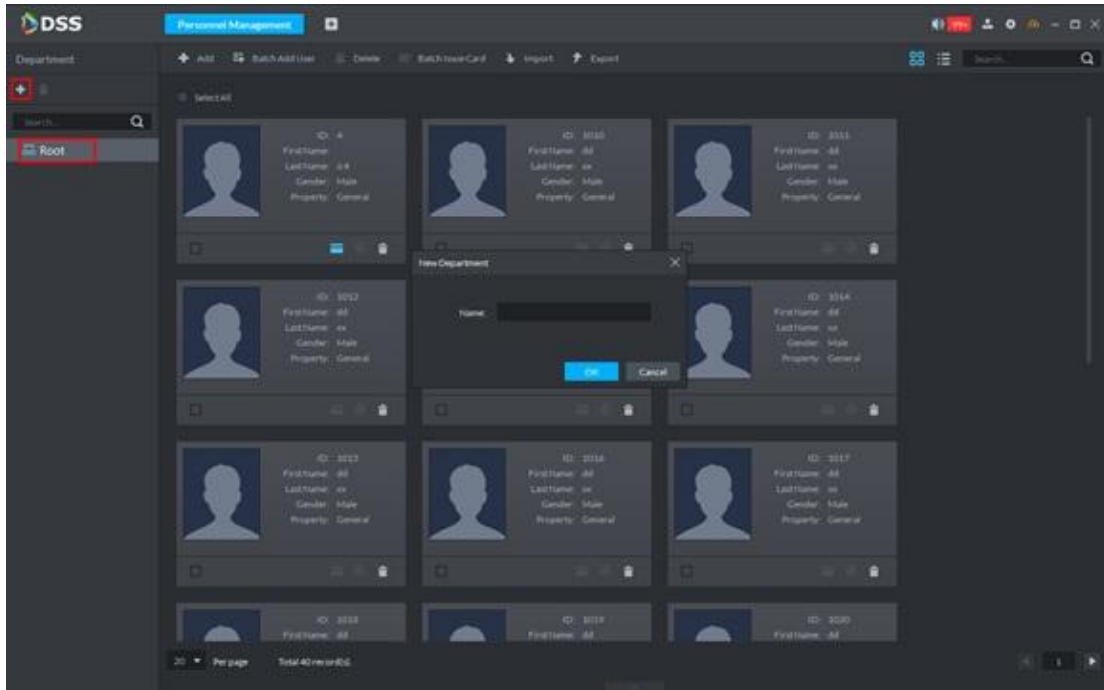 DSS
Personnel Management
99+
Department
Add
Batch Add User
Delete
Batch Issue Card
Import
Export
Search...
Search...
Select All
Root
ID: 4
First Name:
Last Name:
Gender: Male
Property: General
ID: 1010
First Name: dd
Last Name: xx
Gender: Male
Property: General
ID: 1011
First Name: dd
Last Name: xx
Gender: Male
Property: General
New Department
Name:
OK
Cancel
ID: 1012
First Name: dd
Last Name: xx
Gender: Male
Property: General
ID: 1014
First Name: dd
Last Name: xx
Gender: Male
Property: General
ID:
First Name: dd
Last Name: xx
Gender: Male
Property: General
ID: 1016
First Name: dd
Last Name: xx
Gender: Male
Property: General
ID: 1017
First Name: dd
Last Name: xx
Gender: Male
Property: General
ID: 1018
First Name: dd
ID: 1019
First Name: dd
ID: 1020
First Name: dd
20
Per page
Total 40 record(s).
1